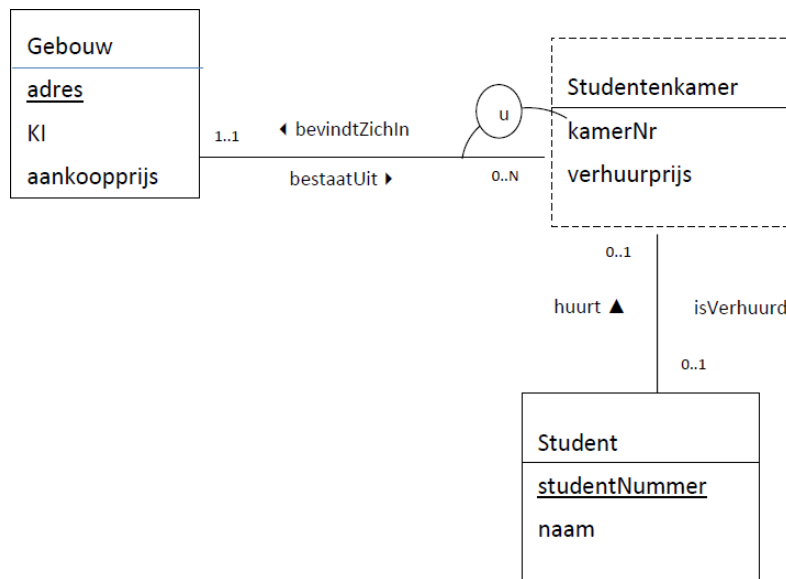 Gebouw
adres
KI
aankoopprijs
1..1
◂ bevindtZichIn
bestaatUit ▸
0..N
u
Studentenkamer
kamerNr
verhuurprijs
0..1
huurt ▲
isVerhuurd
0..1
Student
studentNummer
naam